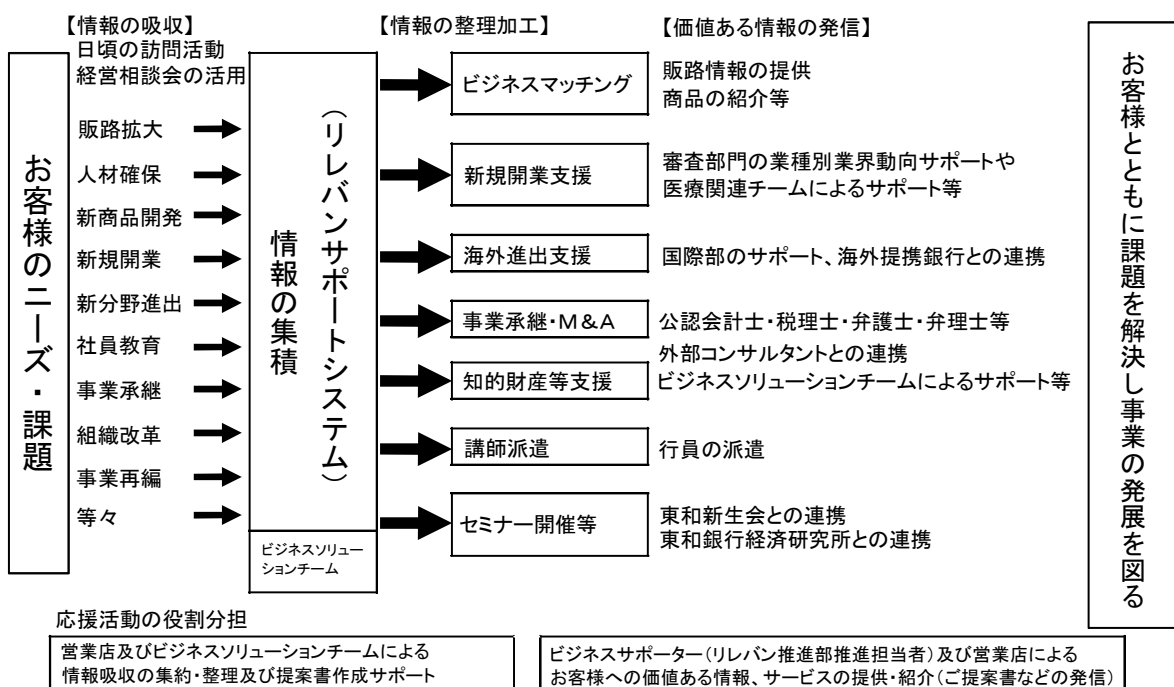 【情報の吸収】
日頃の訪問活動
経営相談会の活用
【情報の整理加工】
【価値ある情報の発信】
お客様のニーズ・課題
販路拡大
人材確保
新商品開発
新規開業
新分野進出
社員教育
事業承継
組織改革
事業再編
等々
情報の集積
(リレバンサポートシステム)
ビジネスソリュー
ションチーム
ビジネスマッチング
販路情報の提供
商品の紹介等
新規開業支援
審査部門の業種別業界動向サポートや
医療関連チームによるサポート等
海外進出支援
国際部のサポート、海外提携銀行との連携
事業承継・M&A
公認会計士・税理士・弁護士・弁理士等
外部コンサルタントとの連携
知的財産等支援
ビジネスソリューションチームによるサポート等
講師派遣
行員の派遣
セミナー開催等
東和新生会との連携
東和銀行経済研究所との連携
お客様とともに課題を解決し事業の発展を図る
応援活動の役割分担
営業店及びビジネスソリューションチームによる
情報吸収の集約・整理及び提案書作成サポート
ビジネスサポーター(リレバン推進部推進担当者)及び営業店による
お客様への価値ある情報、サービスの提供・紹介(ご提案書などの発信)